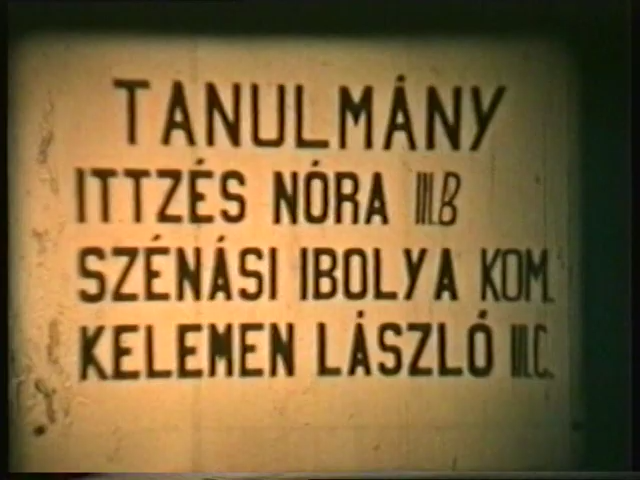 TANULMÁNY
ITTZÉS NÓRA III.B
SZÉNÁSI IBOLYA KOM.
KELEMEN LÁSZLÓ III.C.